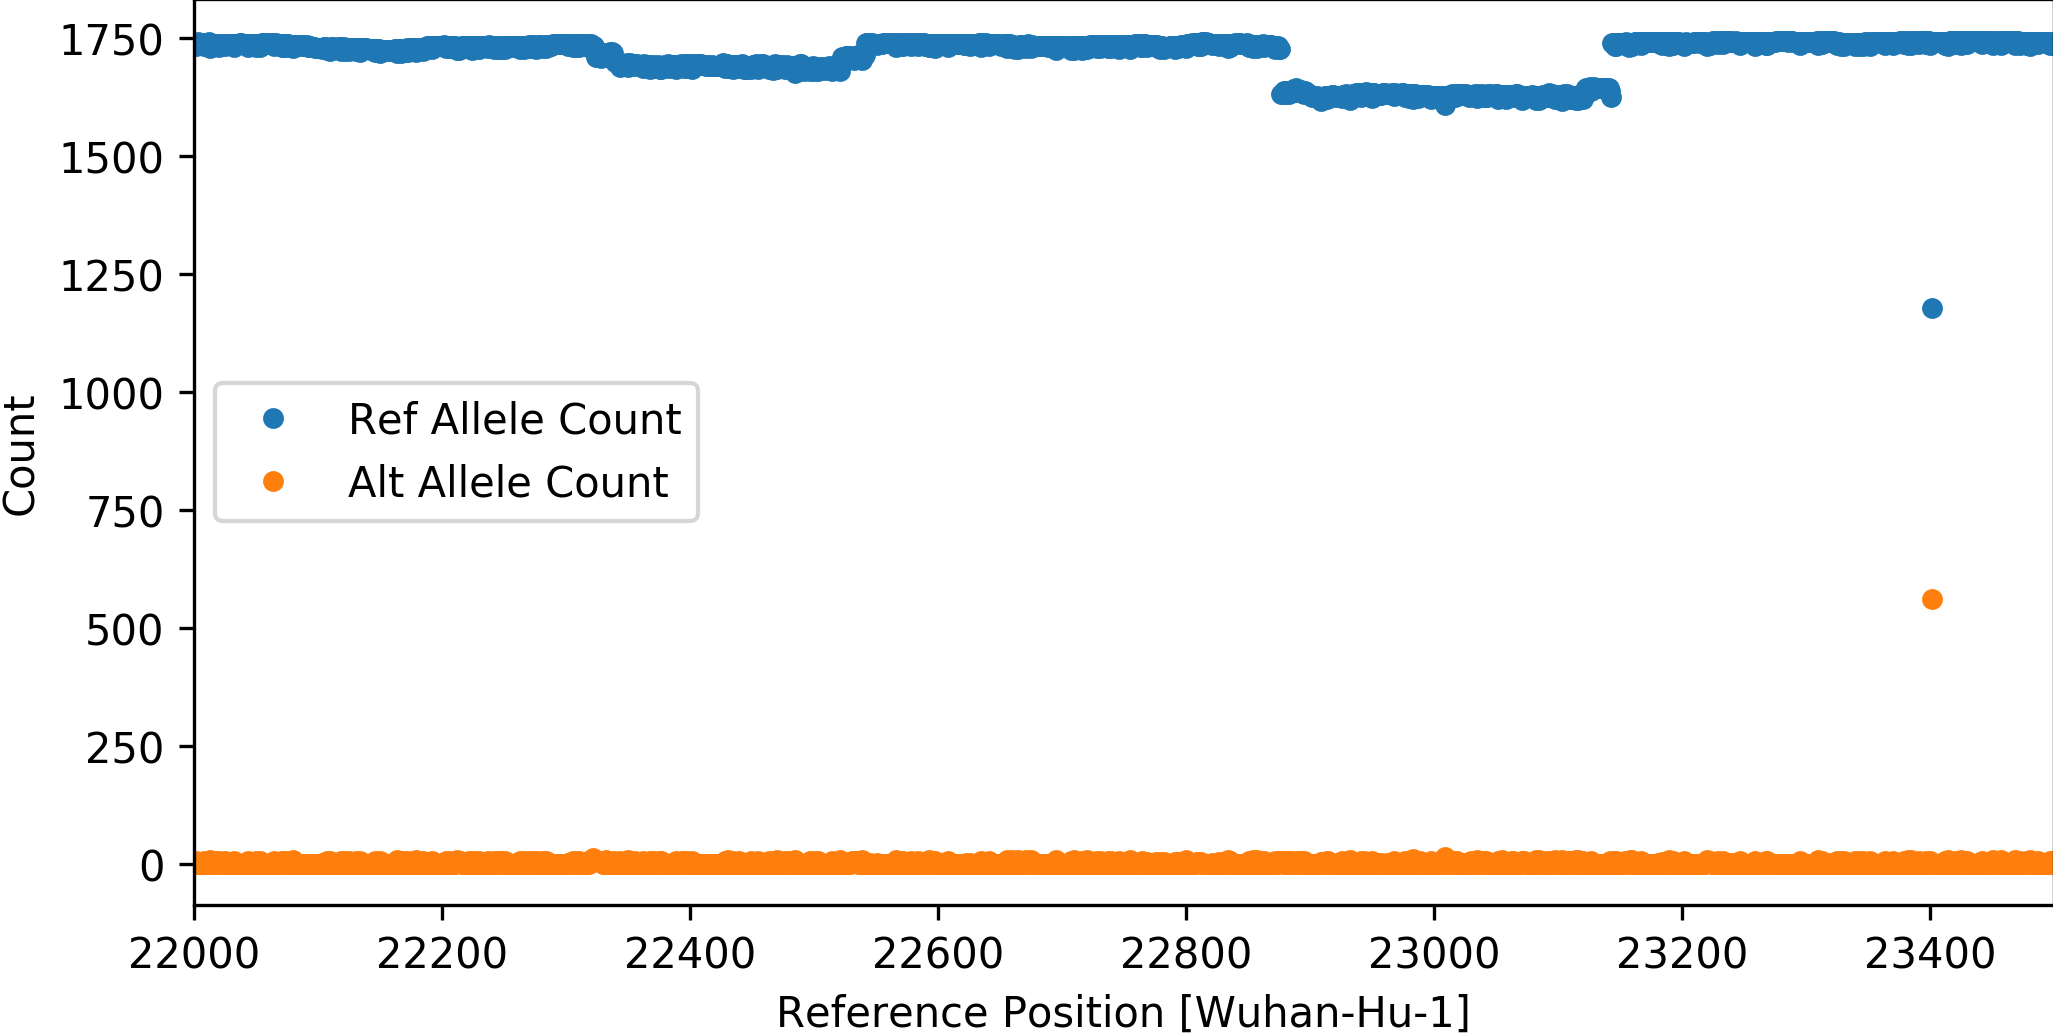 1750
1500
1250
1000
750
500
250
0
Count
Ref Allele Count
Alt Allele Count
22000 22200 22400 22600 22800 23000 23200 23400
Reference Position [Wuhan-Hu-1]